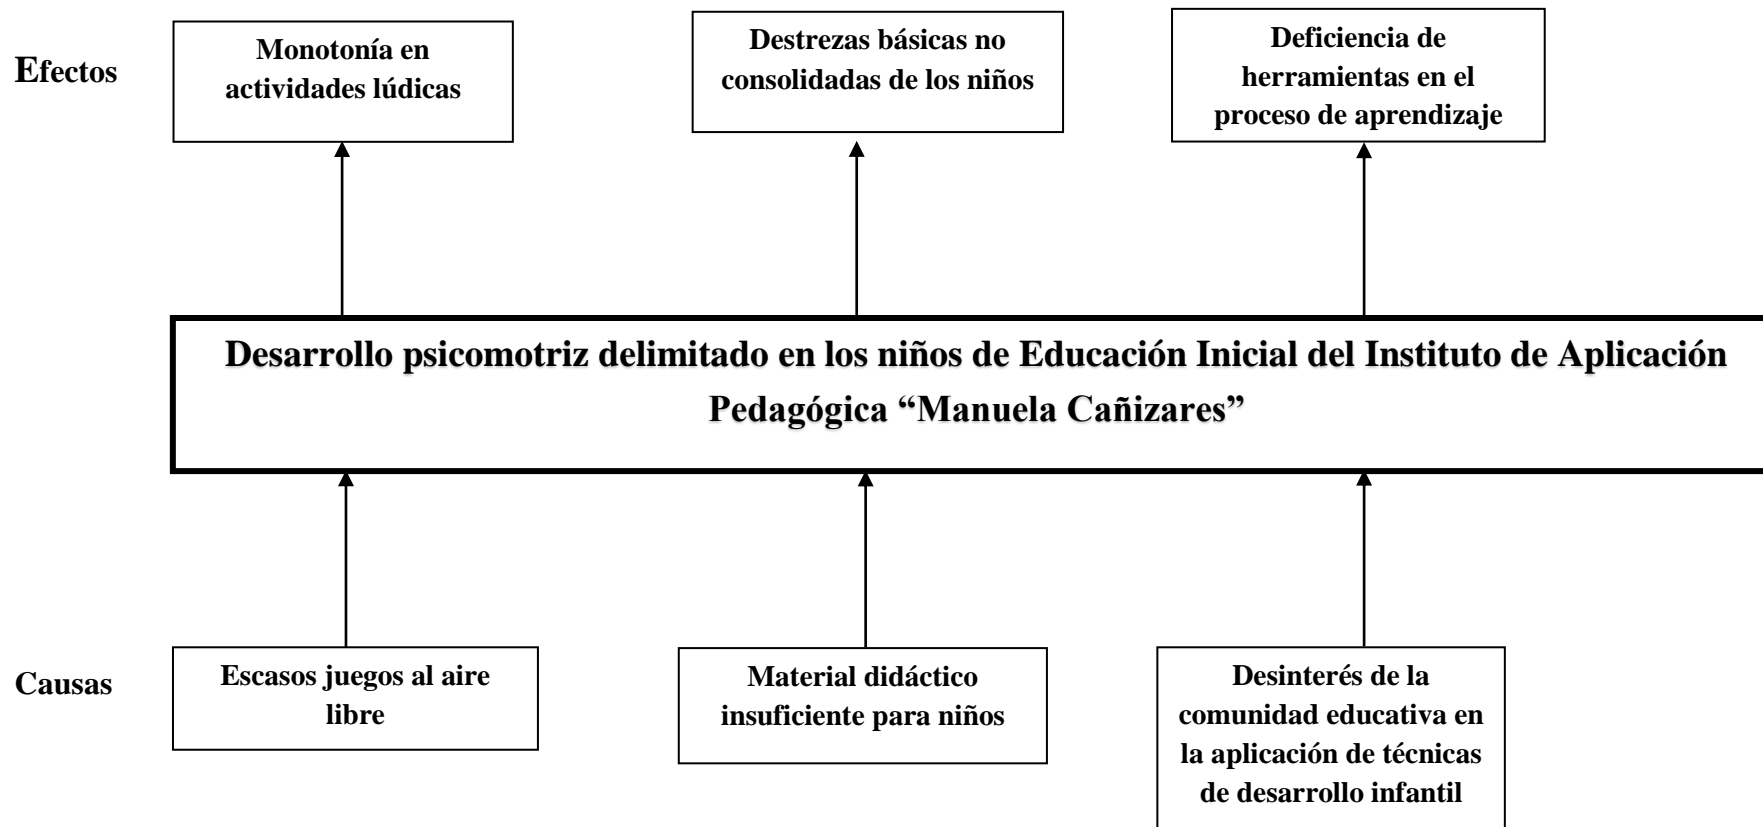 Efectos
Monotonía en
actividades lúdicas
Destrezas básicas no
consolidadas de los niños
Deficiencia de
herramientas en el
proceso de aprendizaje
Desarrollo psicomotriz delimitado en los niños de Educación Inicial del Instituto de Aplicación
Pedagógica “Manuela Cañizares”
Causas
Escasos juegos al aire
libre
Material didáctico
insuficiente para niños
Desinterés de la
comunidad educativa en
la aplicación de técnicas
de desarrollo infantil